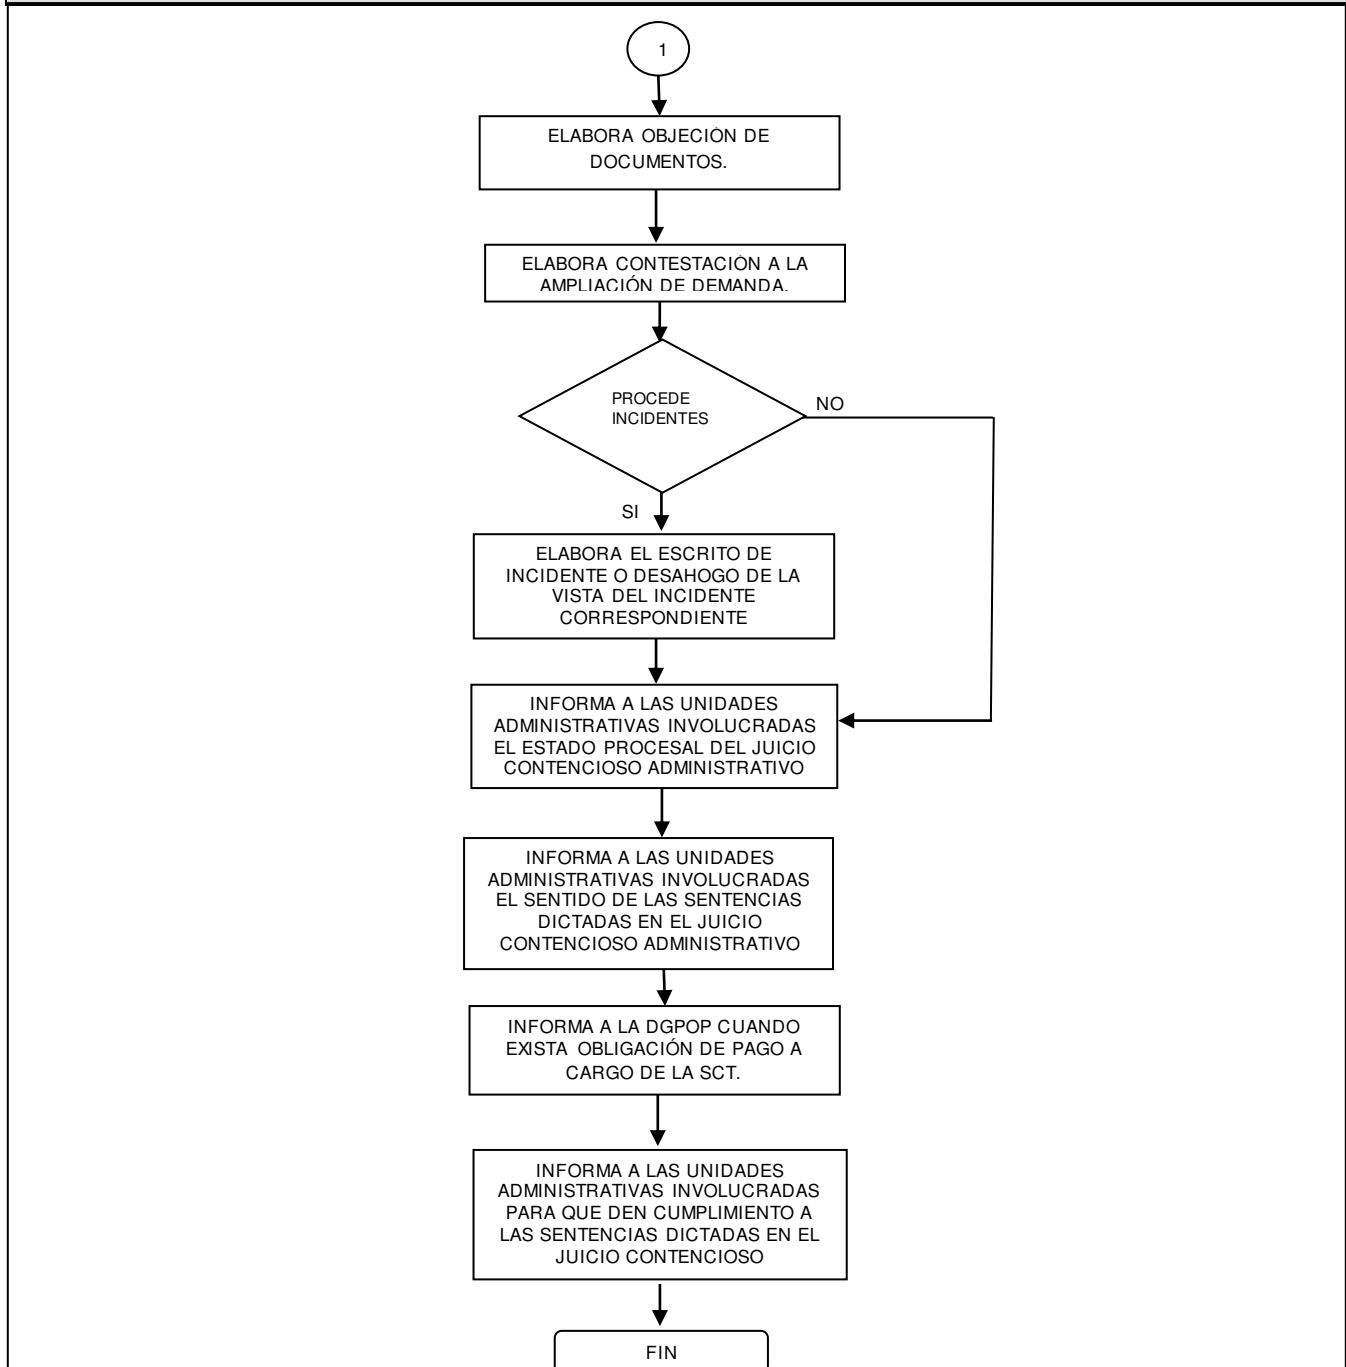 1
ELABORA OBJECIÓN DE
DOCUMENTOS.
ELABORA CONTESTACIÓN A LA
AMPLIACIÓN DE DEMANDA.
PROCEDE
INCIDENTES
NO
SI
ELABORA EL ESCRITO DE
INCIDENTE O DESAHOGO DE LA
VISTA DEL INCIDENTE
CORRESPONDIENTE
INFORMA A LAS UNIDADES
ADMINISTRATIVAS INVOLUCRADAS
EL ESTADO PROCESAL DEL JUICIO
CONTENCIOSO ADMINISTRATIVO
INFORMA A LAS UNIDADES
ADMINISTRATIVAS INVOLUCRADAS
EL SENTIDO DE LAS SENTENCIAS
DICTADAS EN EL JUICIO
CONTENCIOSO ADMINISTRATIVO
INFORMA A LA DGPOP CUANDO
EXISTA OBLIGACIÓN DE PAGO A
CARGO DE LA SCT.
INFORMA A LAS UNIDADES
ADMINISTRATIVAS INVOLUCRADAS
PARA QUE DEN CUMPLIMIENTO A
LAS SENTENCIAS DICTADAS EN EL
JUICIO CONTENCIOSO
FIN